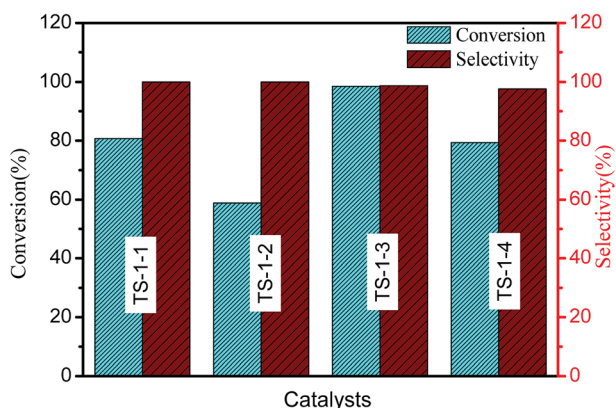 120
100
80
60
40
20
0
Conversion(%)
Conversion
Selectivity
TS-1-1
TS-1-2
TS-1-3
TS-1-4
Catalysts
120
100
80
60
40
20
0
Selectivity(%)